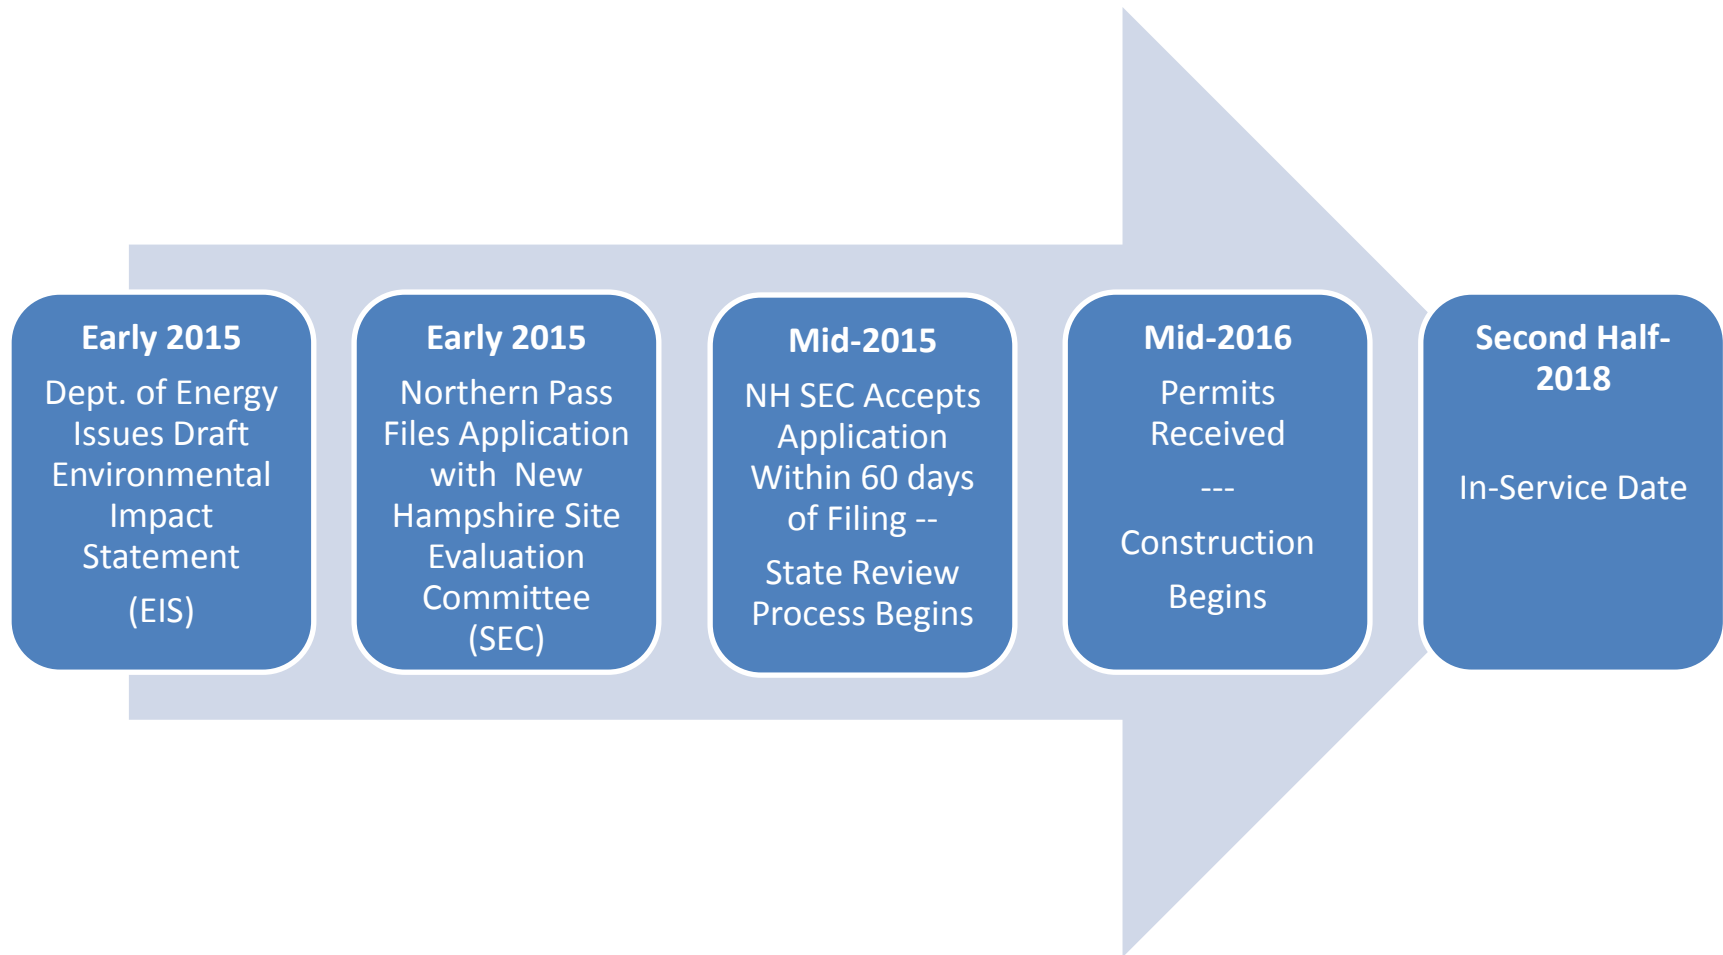 Early 2015
Dept. of Energy
Issues Draft
Environmental
Impact
Statement
(EIS)
Early 2015
Northern Pass
Files Application
with  New
Hampshire Site
Evaluation
Committee
(SEC)
Mid-2015
NH SEC Accepts
Application
Within 60 days
of Filing --
State Review
Process Begins
Mid-2016
Permits
Received
---
Construction
Begins
Second Half-
2018
In-Service Date